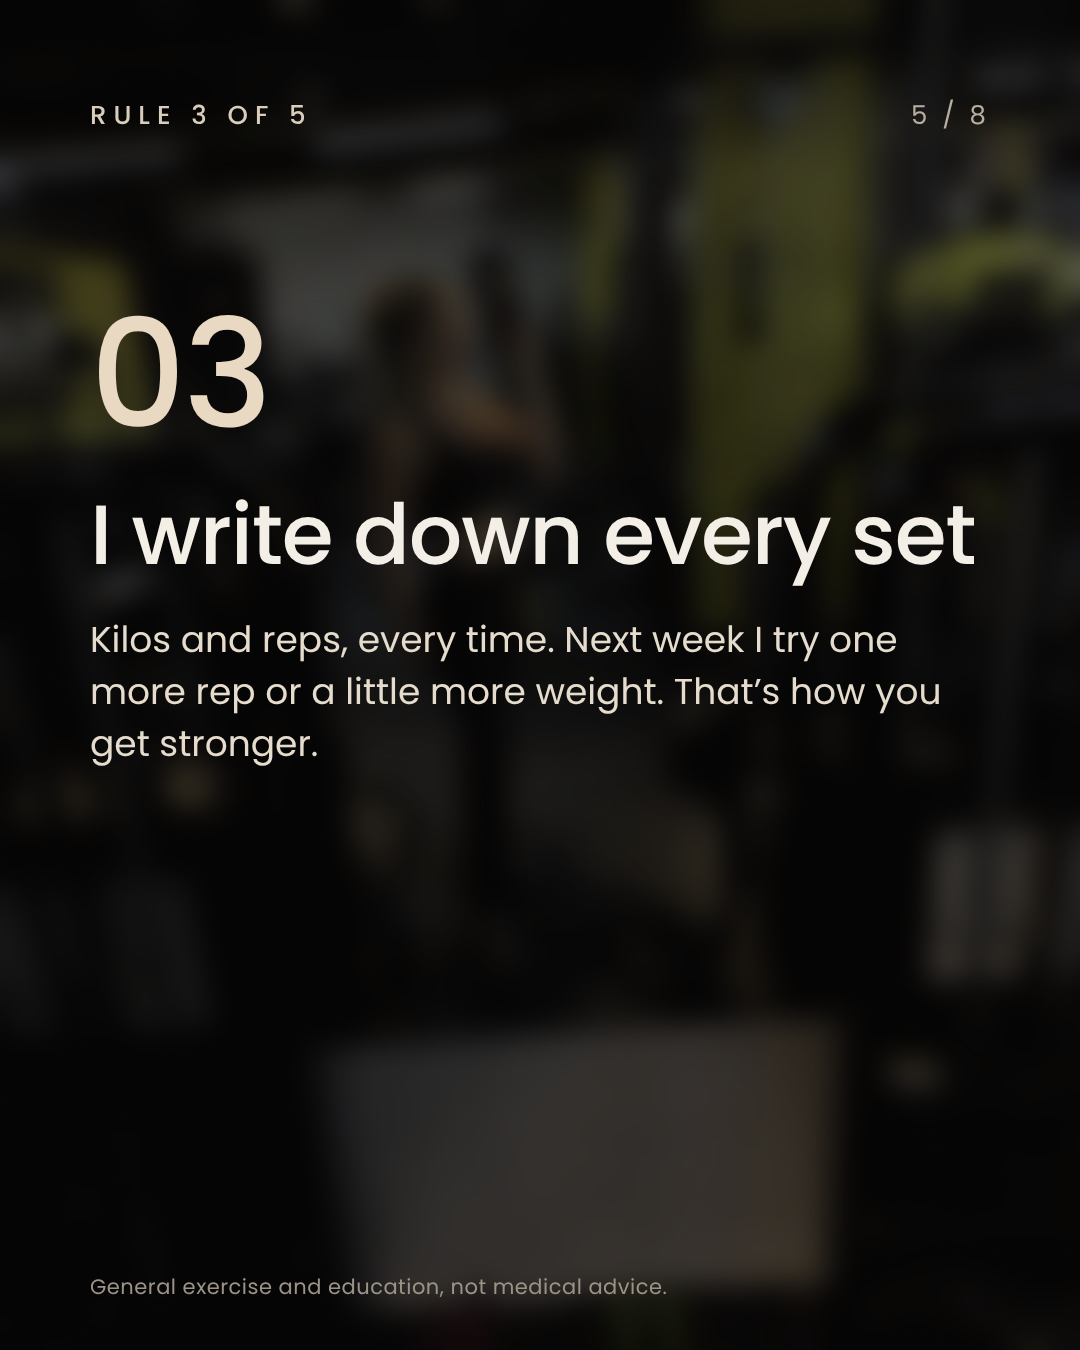 RULE 3 OF 5
5 / 8
03
I write down every set
Kilos and reps, every time. Next week I try one
more rep or a little more weight. That’s how you
get stronger.
General exercise and education, not medical advice.